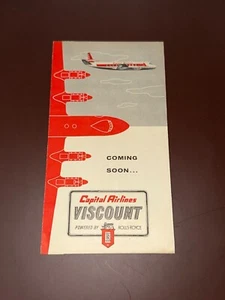 COMING
SOON...
Capital Airlines
VISCOUNT
POWERED BY ROLLS-ROYCE